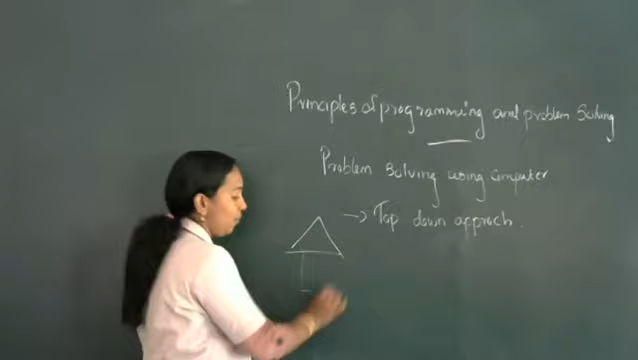 Principles of programming and problem Solving
Problem solving using computer
→ Top down approch.